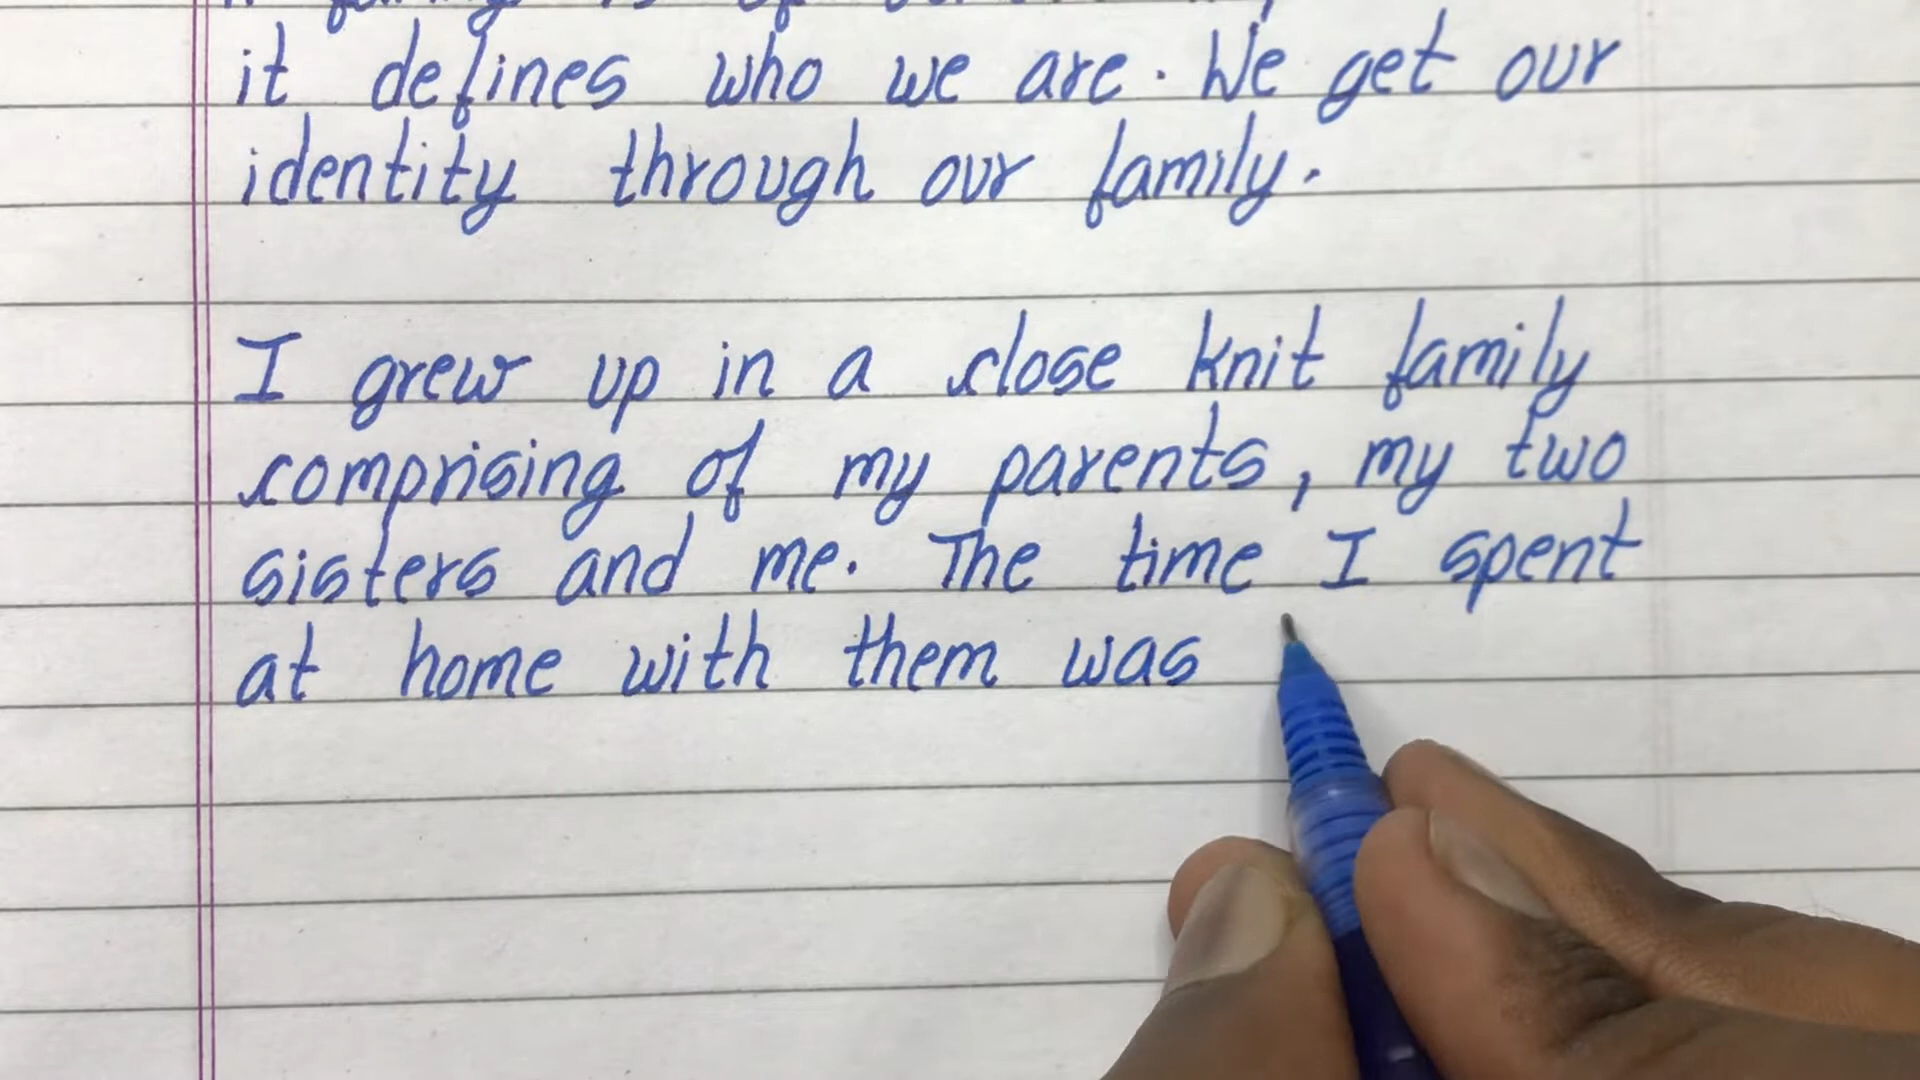 it defines who we are. We get our
identity through our family.
I grew up in a close knit family
comprising of my parents, my two
sisters and me. The time I spent
at home with them was